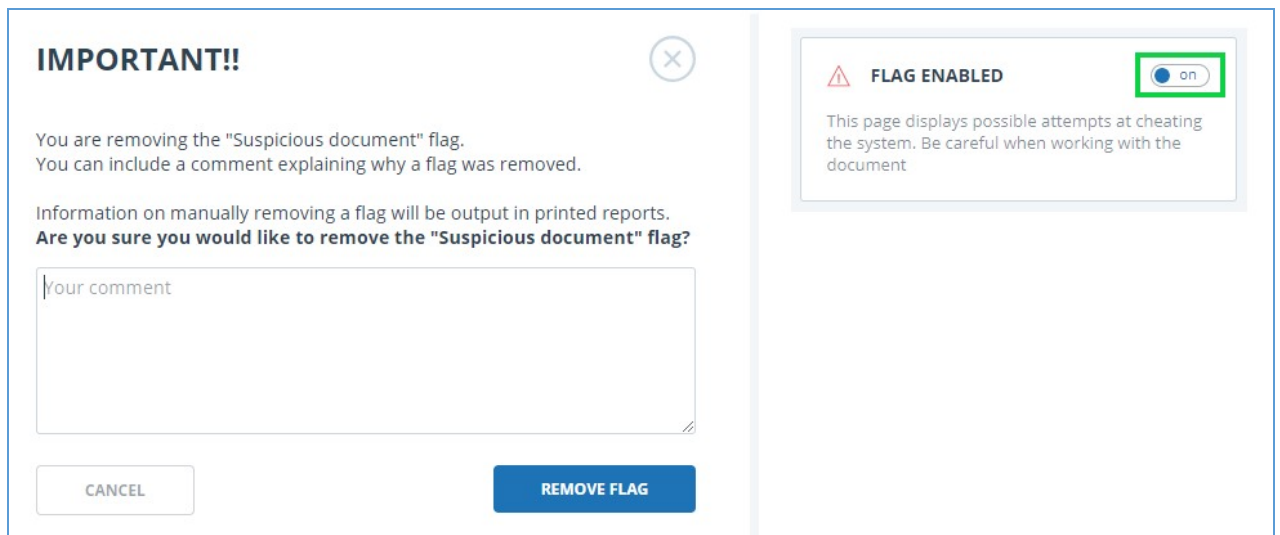 IMPORTANT!!
You are removing the "Suspicious document" flag.
You can include a comment explaining why a flag was removed.
Information on manually removing a flag will be output in printed reports.
Are you sure you would like to remove the "Suspicious document" flag?
Your comment
CANCEL
REMOVE FLAG
FLAG ENABLED
on
This page displays possible attempts at cheating
the system. Be careful when working with the
document